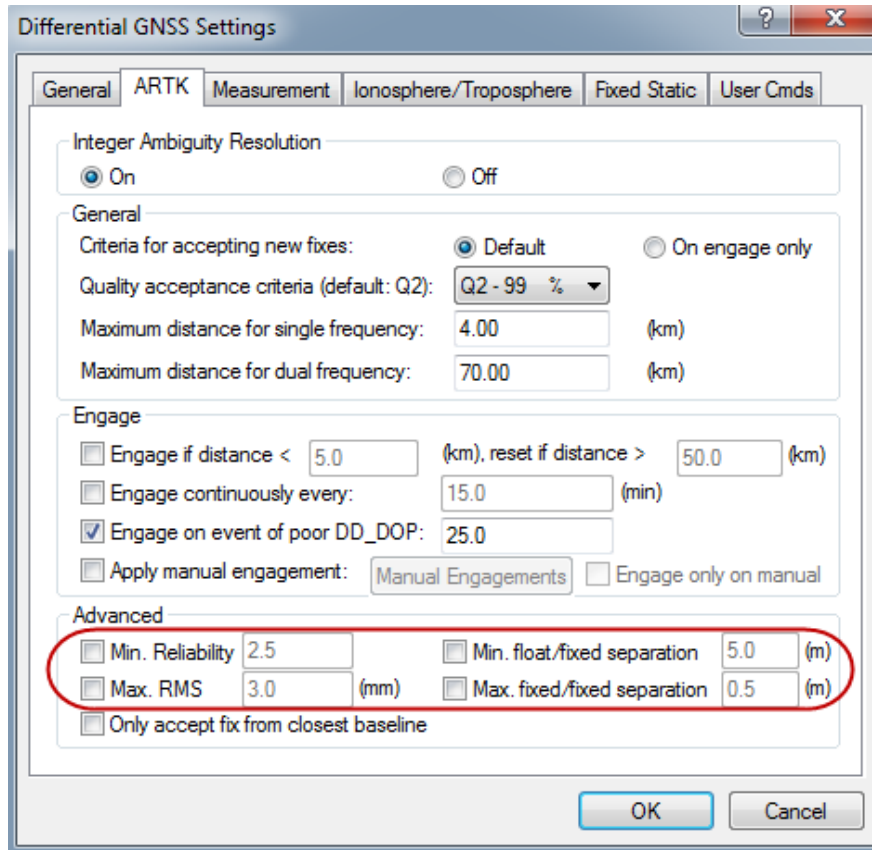 Differential GNSS Settings
General ARTK Measurement Ionosphere/Troposphere Fixed Static User Cmds
Integer Ambiguity Resolution
On Off
General
Criteria for accepting new fixes: Default On engage only
Quality acceptance criteria (default: Q2): Q2 - 99 %
Maximum distance for single frequency: 4.00 (km)
Maximum distance for dual frequency: 70.00 (km)
Engage
Engage if distance < 5.0 (km), reset if distance > 50.0 (km)
Engage continuously every: 15.0 (min)
Engage on event of poor DD_DOP: 25.0
Apply manual engagement: Manual Engagements Engage only on manual
Advanced
Min. Reliability 2.5 Min. float/fixed separation 5.0 (m)
Max. RMS 3.0 (mm) Max. fixed/fixed separation 0.5 (m)
Only accept fix from closest baseline
OK Cancel